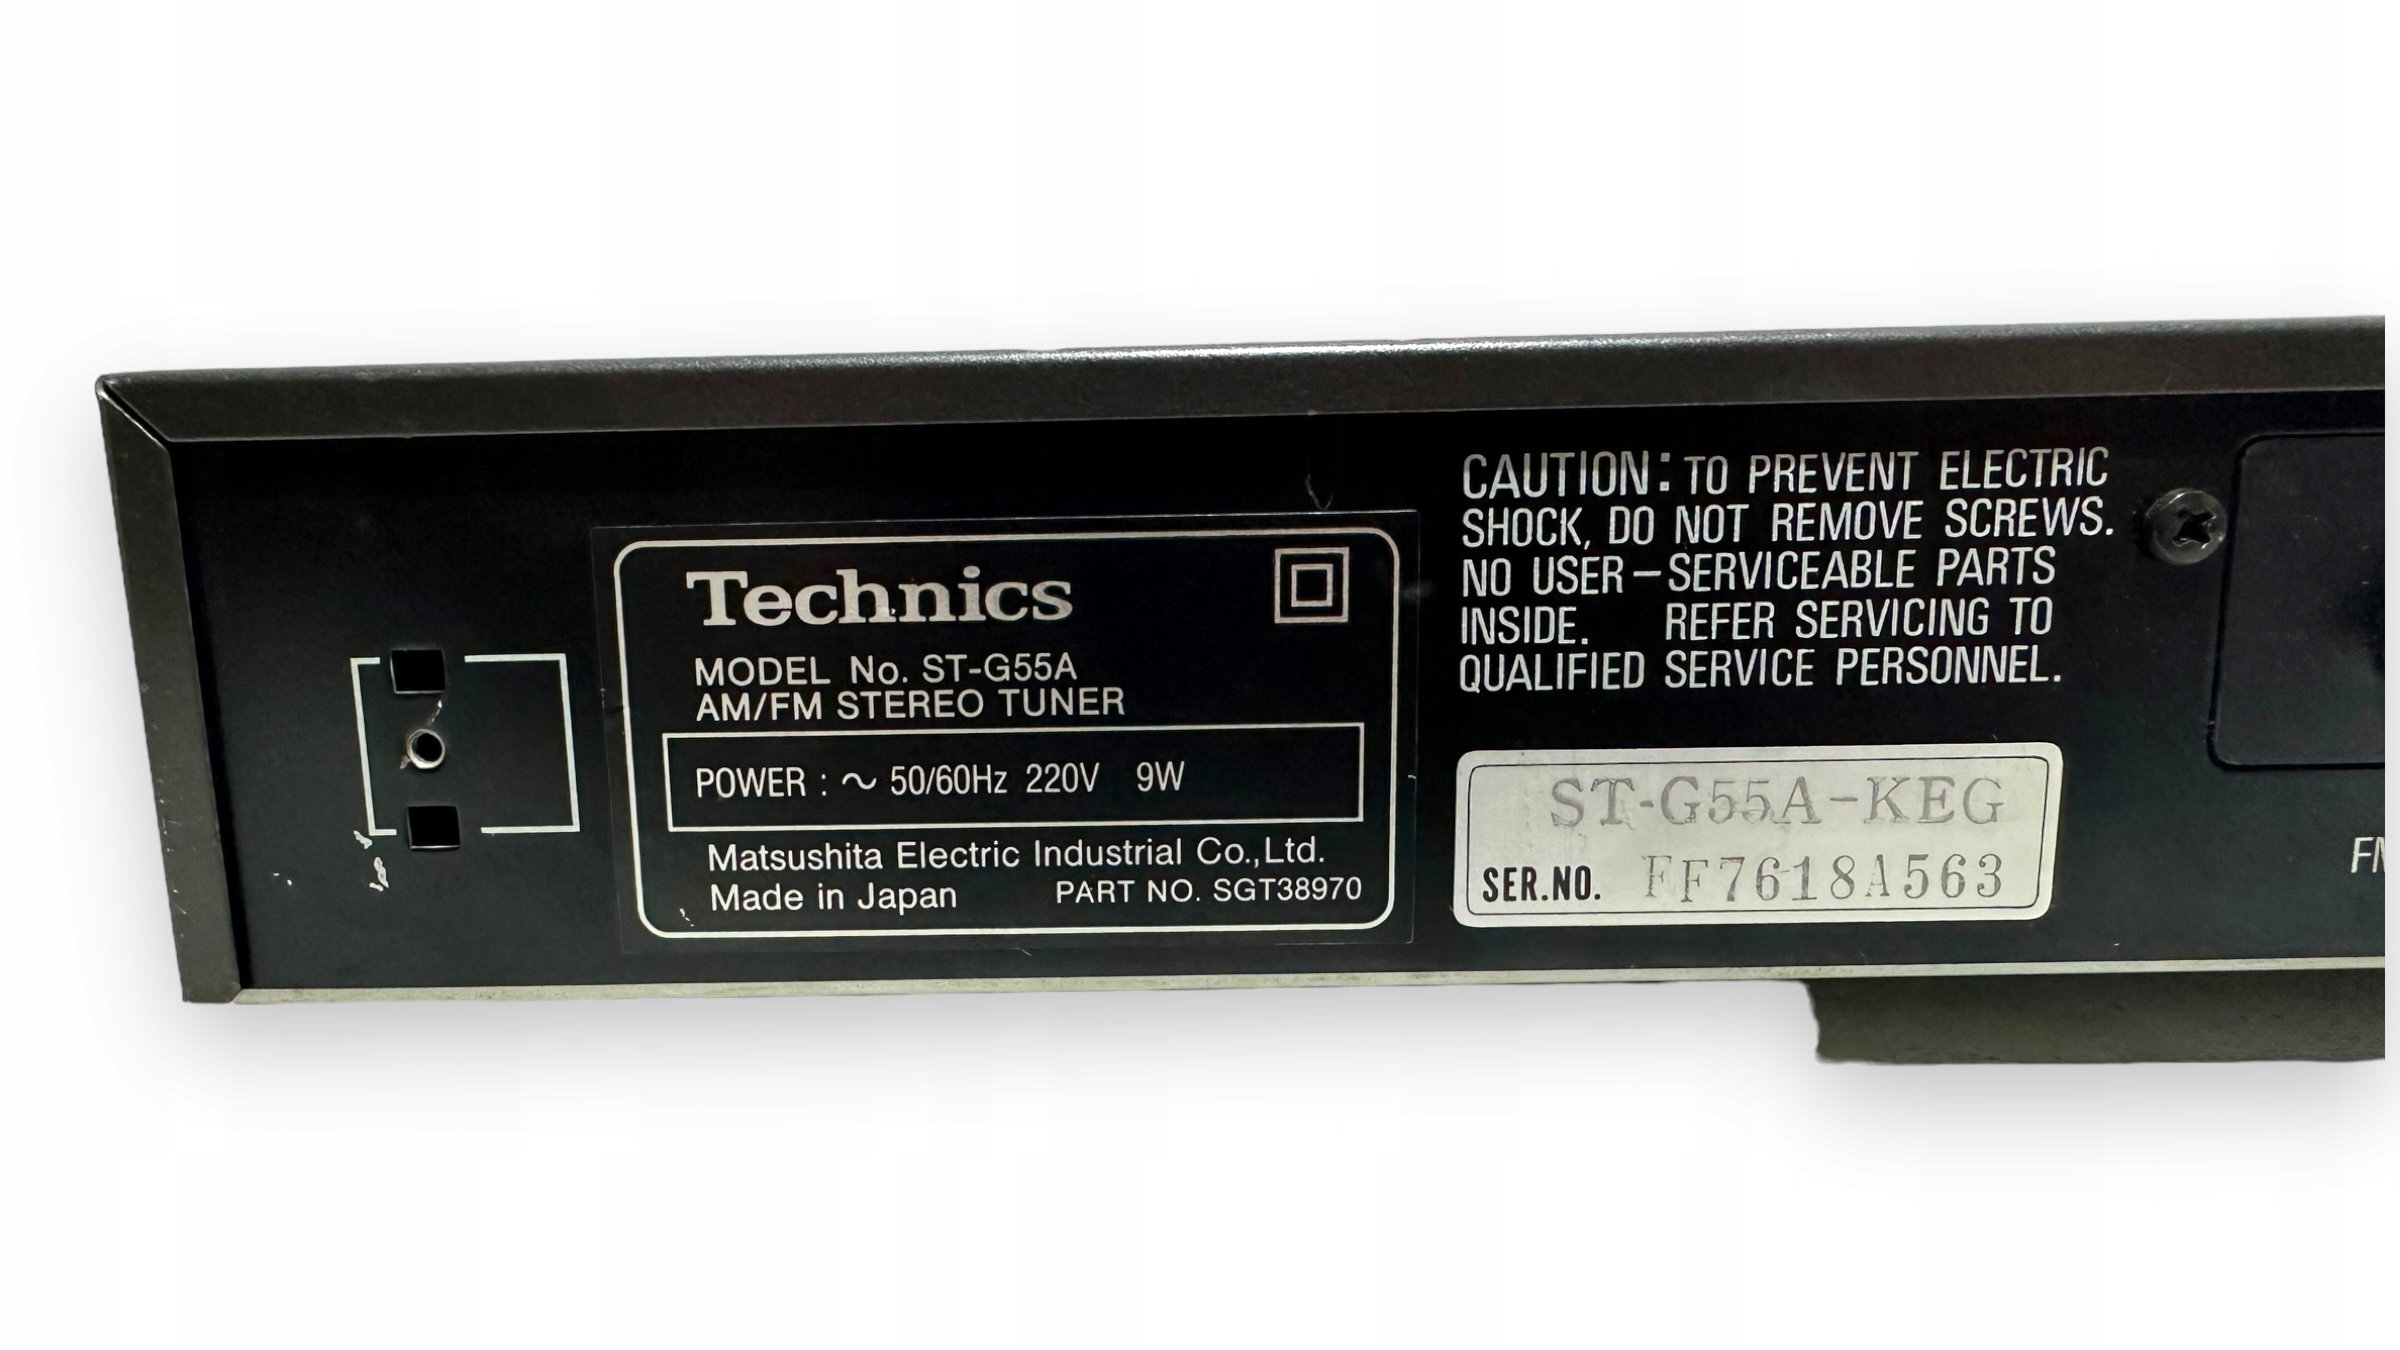 Technics
MODEL No. ST-G55A
AM/FM STEREO TUNER
POWER : ~ 50/60Hz 220V 9W
Matsushita Electric Industrial Co.,Ltd.
Made in Japan PART NO. SGT38970
CAUTION: TO PREVENT ELECTRIC
SHOCK, DO NOT REMOVE SCREWS.
NO USER-SERVICEABLE PARTS
INSIDE. REFER SERVICING TO
QUALIFIED SERVICE PERSONNEL.
ST-G55A-KEG
SER.NO. FF7618A563
FM